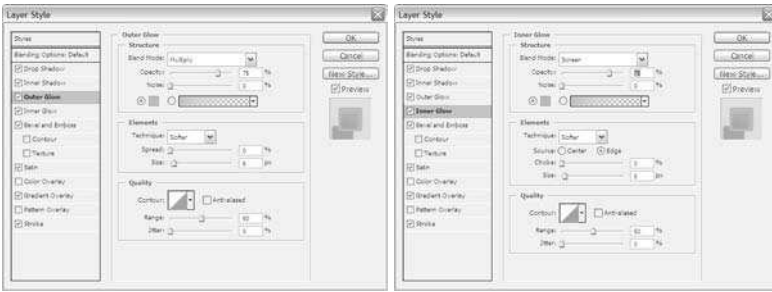 Layer Style
Styles
Blending Options: Default
Drop Shadow
Inner Shadow
Outer Glow
Inner Glow
Bevel and Emboss
Contour
Texture
Satin
Color Overlay
Gradient Overlay
Pattern Overlay
Stroke
Outer Glow
Structure
Blend Mode: Multiply
Opacity: 75 %
Noise: 0 %
Elements
Technique: Softer
Spread: 0 %
Size: px
Quality
Contour: Anti-aliased
Range: %
Jitter: 0 %
OK
Cancel
New Style...
Preview
Layer Style
Styles
Blending Options: Default
Drop Shadow
Inner Shadow
Outer Glow
Inner Glow
Bevel and Emboss
Contour
Texture
Satin
Color Overlay
Gradient Overlay
Pattern Overlay
Stroke
Inner Glow
Structure
Blend Mode: Screen
Opacity: %
Noise: 0 %
Elements
Technique: Softer
Source: Center Edge
Choke: 0 %
Size: px
Quality
Contour: Anti-aliased
Range: %
Jitter: 0 %
OK
Cancel
New Style...
Preview